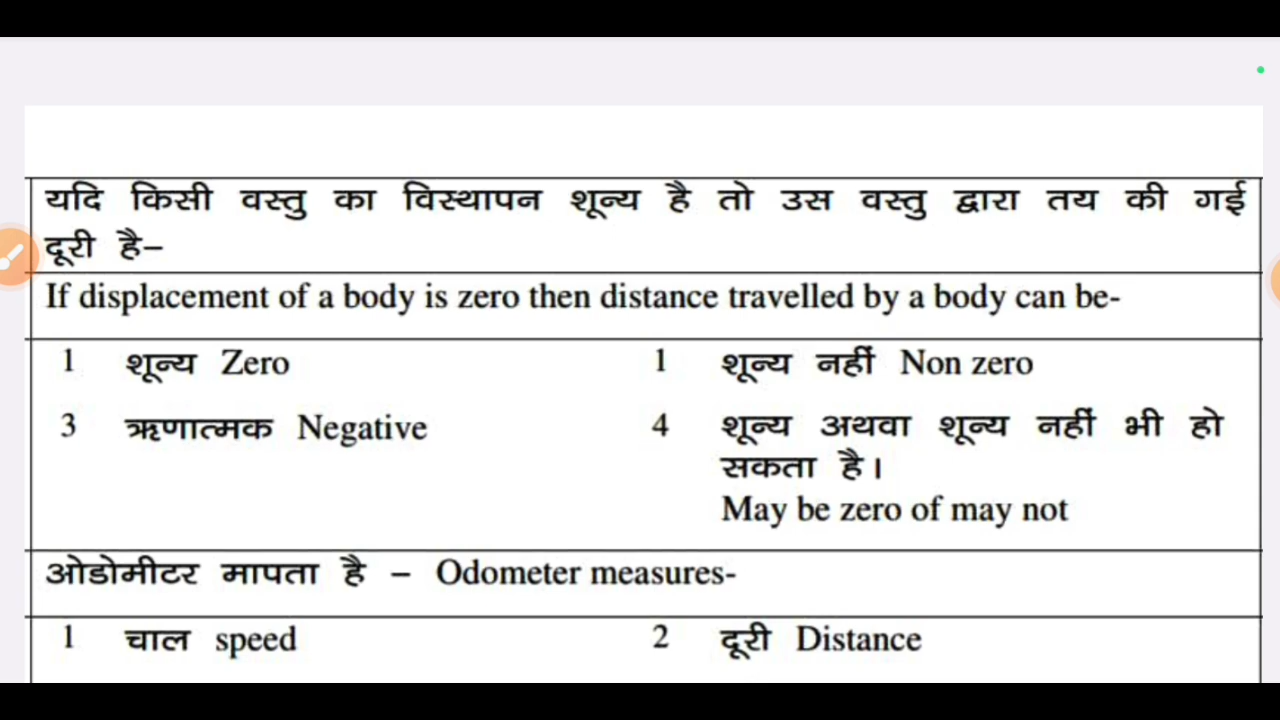 यदि किसी वस्तु का विस्थापन शून्य है तो उस वस्तु द्वारा तय की गई
दूरी है–
If displacement of a body is zero then distance travelled by a body can be-
1 शून्य Zero 1 शून्य नहीं Non zero
3 ऋणात्मक Negative 4 शून्य अथवा शून्य नहीं भी हो
सकता है।
May be zero of may not
ओडोमीटर मापता है – Odometer measures-
1 चाल speed 2 दूरी Distance